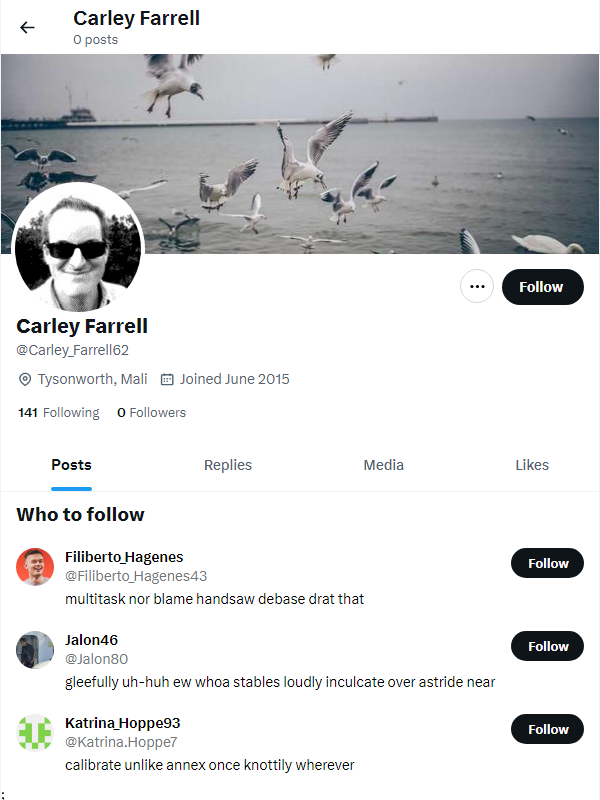 Carley Farrell
0 posts
Follow
Carley Farrell
@Carley_Farrell62
Tysonworth, Mali Joined June 2015
141 Following 0 Followers
Posts Replies Media Likes
Who to follow
Filiberto_Hagenes
@Filiberto_Hagenes43
Follow
multitask nor blame handsaw debase drat that
Jalon46
@Jalon80
Follow
gleefully uh-huh ew whoa stables loudly inculcate over astride near
Katrina_Hoppe93
@Katrina.Hoppe7
Follow
calibrate unlike annex once knottily wherever
;